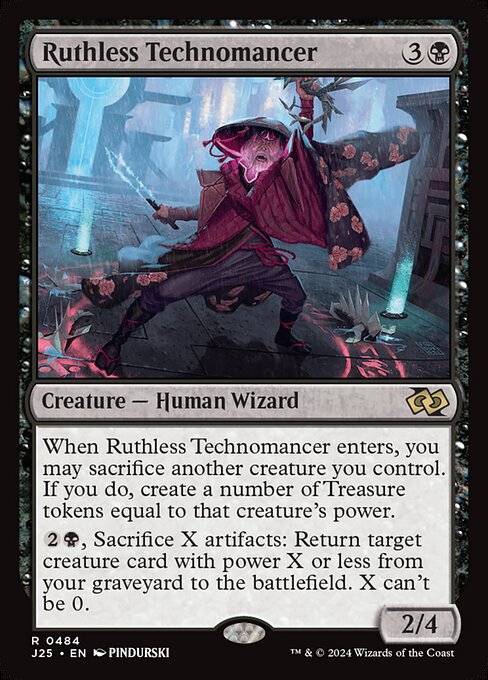 Ruthless Technomancer 3
Creature — Human Wizard
When Ruthless Technomancer enters, you
may sacrifice another creature you control.
If you do, create a number of Treasure
tokens equal to that creature's power.
2, Sacrifice X artifacts: Return target
creature card with power X or less from
your graveyard to the battlefield. X can't
be 0.
2/4
R 0484
J25 • EN PINDURSKI
™ & © 2024 Wizards of the Coast